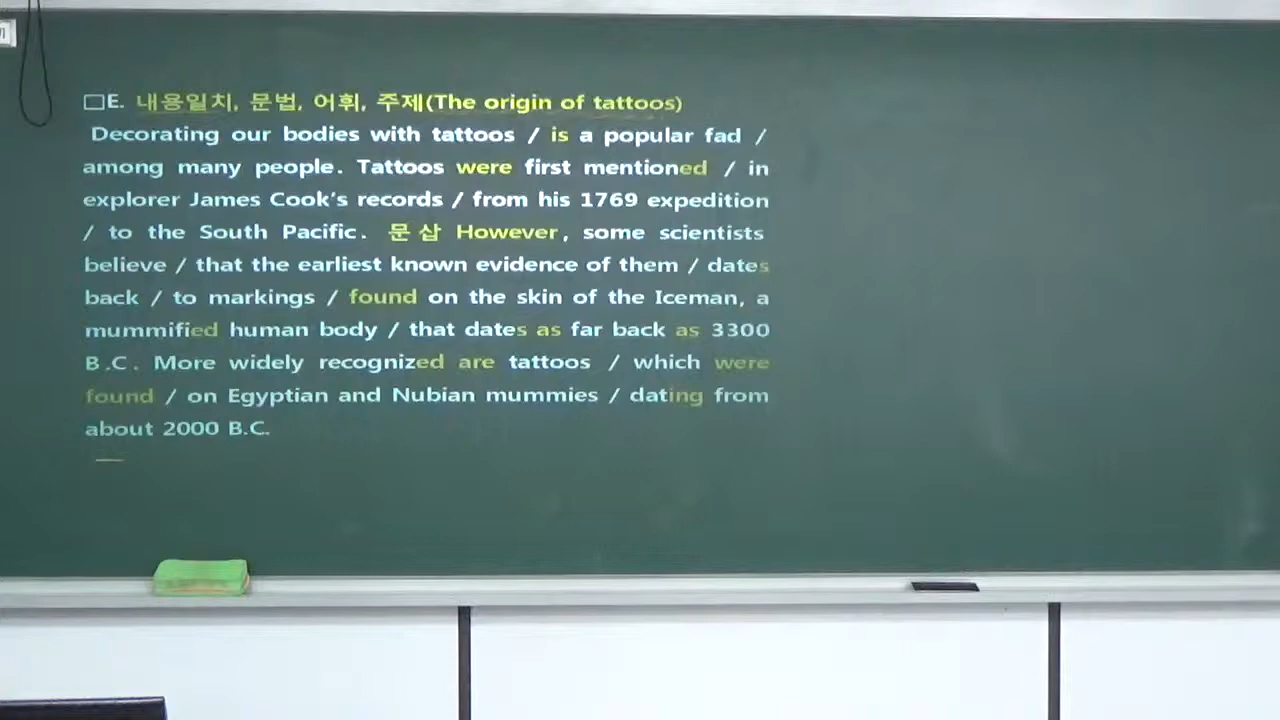 □E. 내용일치, 문법, 어휘, 주제(The origin of tattoos)
Decorating our bodies with tattoos / is a popular fad /
among many people. Tattoos were first mentioned / in
explorer James Cook's records / from his 1769 expedition
/ to the South Pacific. 문 삽 However, some scientists
believe / that the earliest known evidence of them / dates
back / to markings / found on the skin of the Iceman, a
mummified human body / that dates as far back as 3300
B.C. More widely recognized are tattoos / which were
found / on Egyptian and Nubian mummies / dating from
about 2000 B.C.